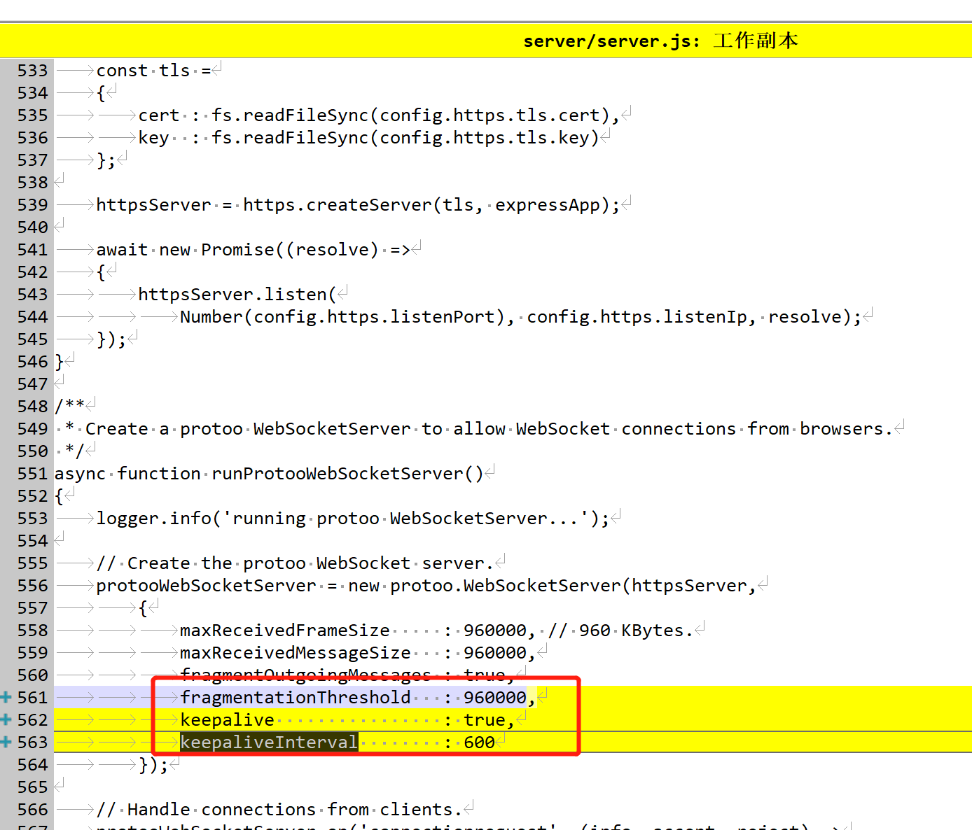 server/server.js: 工作副本
533 const tls =
534 {
535 cert : fs.readFileSync(config.https.tls.cert),
536 key  : fs.readFileSync(config.https.tls.key)
537 };
538
539 httpsServer = https.createServer(tls, expressApp);
540
541 await new Promise((resolve) =>
542 {
543 httpsServer.listen(
544 Number(config.https.listenPort), config.https.listenIp, resolve);
545 });
546 }
547
548 /**
549  * Create a protoo WebSocketServer to allow WebSocket connections from browsers.
550  */
551 async function runProtooWebSocketServer()
552 {
553 logger.info('running protoo WebSocketServer...');
554
555 // Create the protoo WebSocket server.
556 protooWebSocketServer = new protoo.WebSocketServer(httpsServer,
557 {
558 maxReceivedFrameSize     : 960000, // 960 KBytes.
559 maxReceivedMessageSize   : 960000,
560 fragmentOutgoingMessages : true,
561 fragmentationThreshold   : 960000,
562 keepalive                : true,
563 keepaliveInterval        : 600
564 });
565
566 // Handle connections from clients.
567 protooWebSocketServer.on('connectionrequest', (info, accept, reject) =>